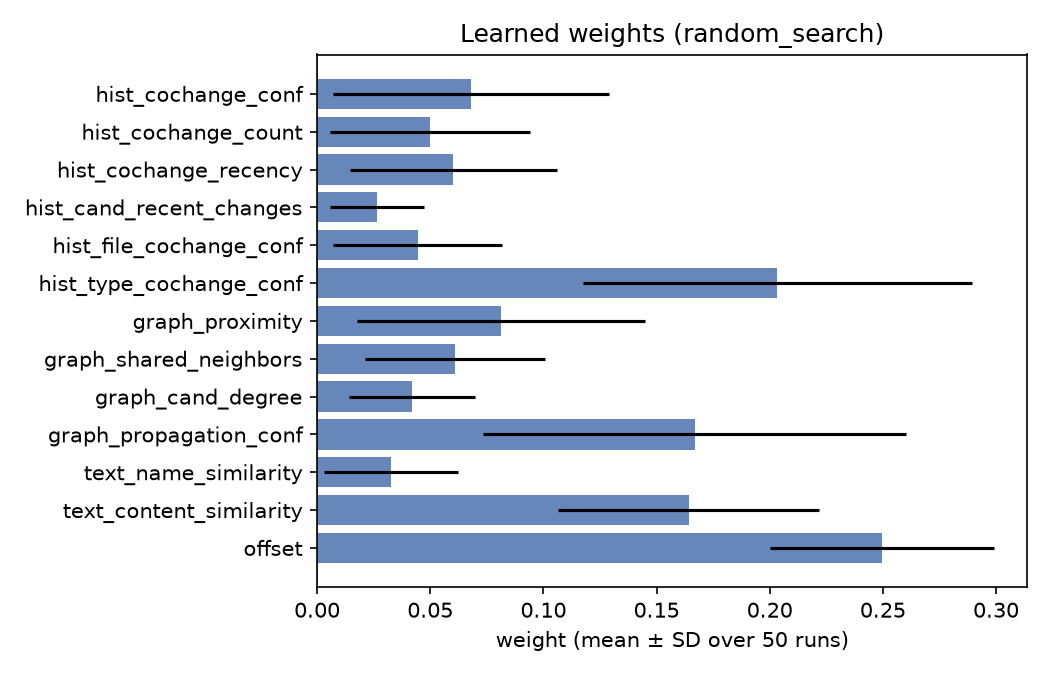 Learned weights (random_search)
hist_cochange_conf
hist_cochange_count
hist_cochange_recency
hist_cand_recent_changes
hist_file_cochange_conf
hist_type_cochange_conf
graph_proximity
graph_shared_neighbors
graph_cand_degree
graph_propagation_conf
text_name_similarity
text_content_similarity
offset
0.00 0.05 0.10 0.15 0.20 0.25 0.30
weight (mean ± SD over 50 runs)